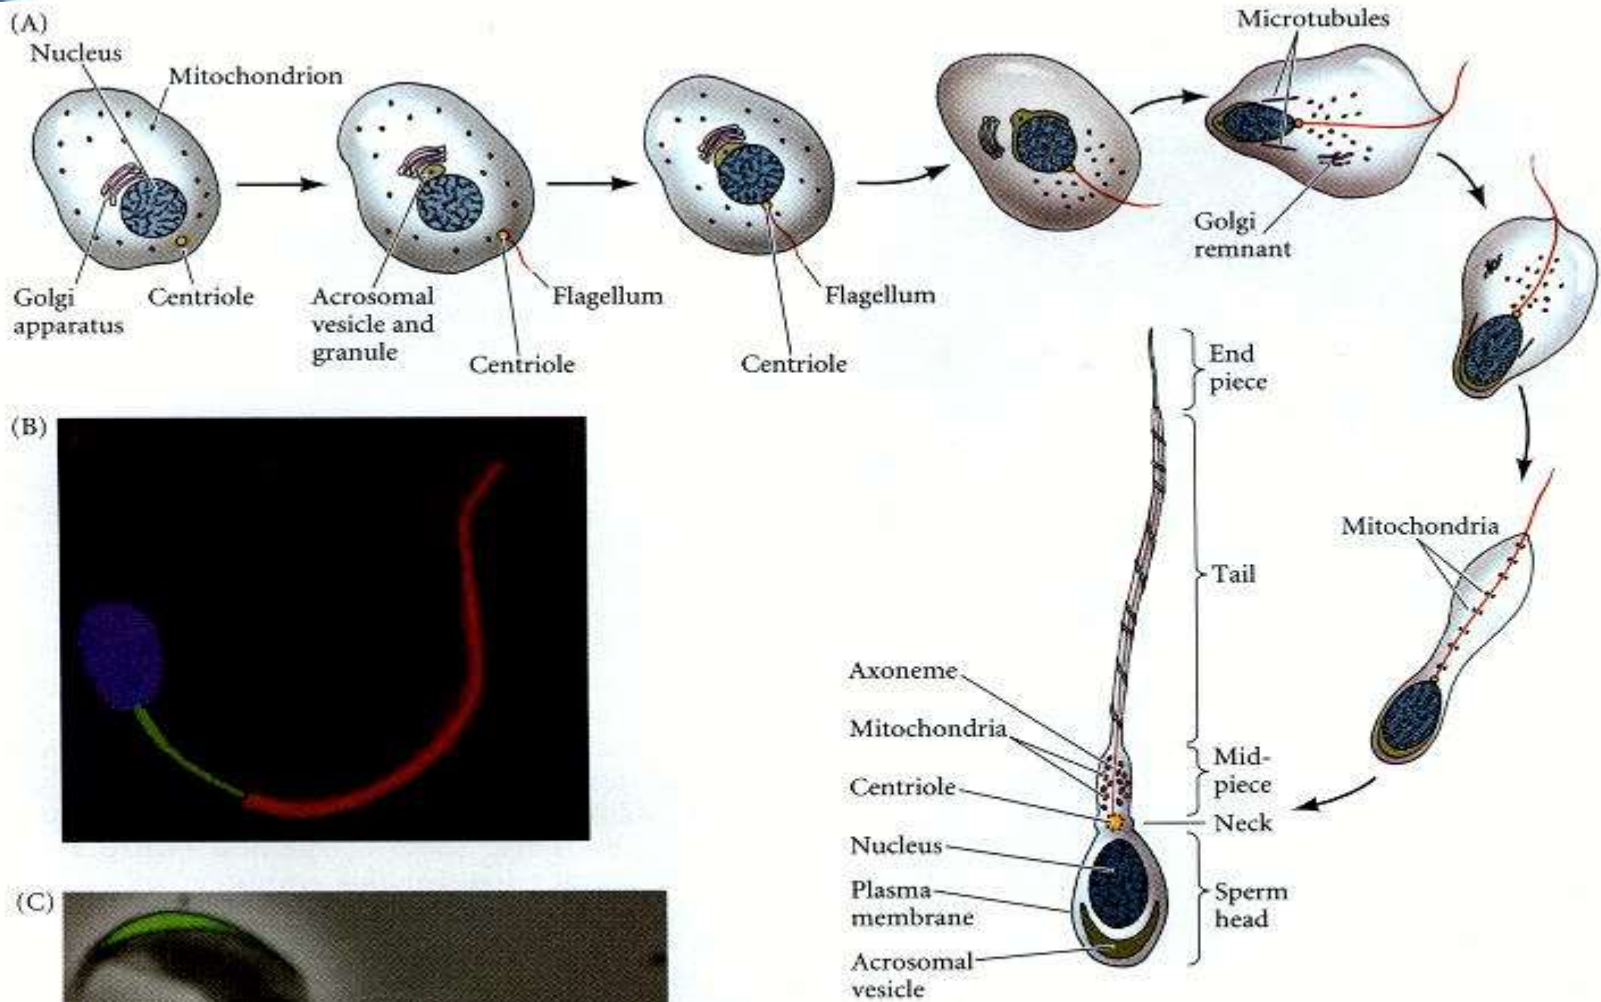 (A)
Nucleus
Mitochondrion
Golgi
apparatus
Centriole
Acrosomal
vesicle and
granule
Flagellum
Centriole
Flagellum
Centriole
Microtubules
Golgi
remnant
Mitochondria
End
piece
Tail
Mid-
piece
Neck
Sperm
head
Axoneme
Mitochondria
Centriole
Nucleus
Plasma
membrane
Acrosomal
vesicle
(B)
(C)